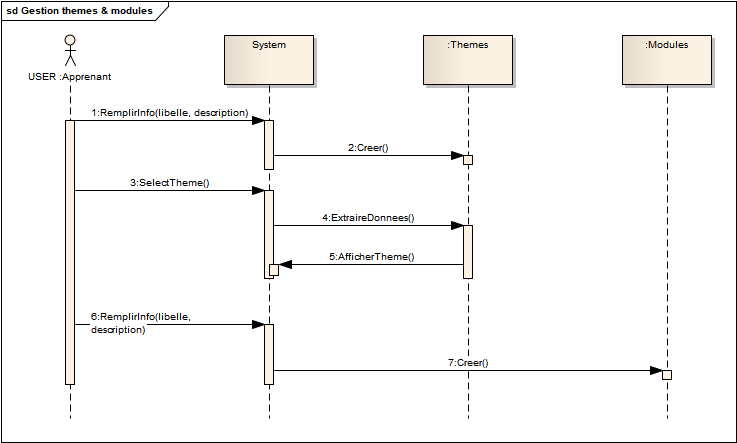 sd Gestion themes & modules
System
:Themes
:Modules
USER :Apprenant
1:RemplirInfo(libelle, description)
2:Creer()
3:SelectTheme()
4:ExtraireDonnees()
5:AfficherTheme()
6:RemplirInfo(libelle,
description)
7:Creer()